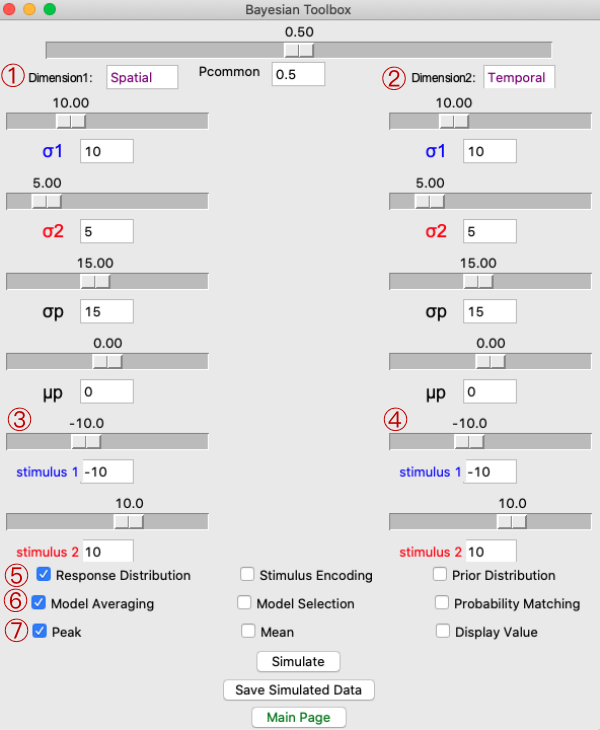 Bayesian Toolbox
0.50
① Dimension1: Spatial Pcommon 0.5 ② Dimension2: Temporal
10.00 10.00
σ1 10 σ1 10
5.00 5.00
σ2 5 σ2 5
15.00 15.00
σp 15 σp 15
0.00 0.00
μp 0 μp 0
③ -10.0 ④ -10.0
stimulus 1 -10 stimulus 1 -10
10.0 10.0
stimulus 2 10 stimulus 2 10
⑤ Response Distribution Stimulus Encoding Prior Distribution
⑥ Model Averaging Model Selection Probability Matching
⑦ Peak Mean Display Value
Simulate
Save Simulated Data
Main Page